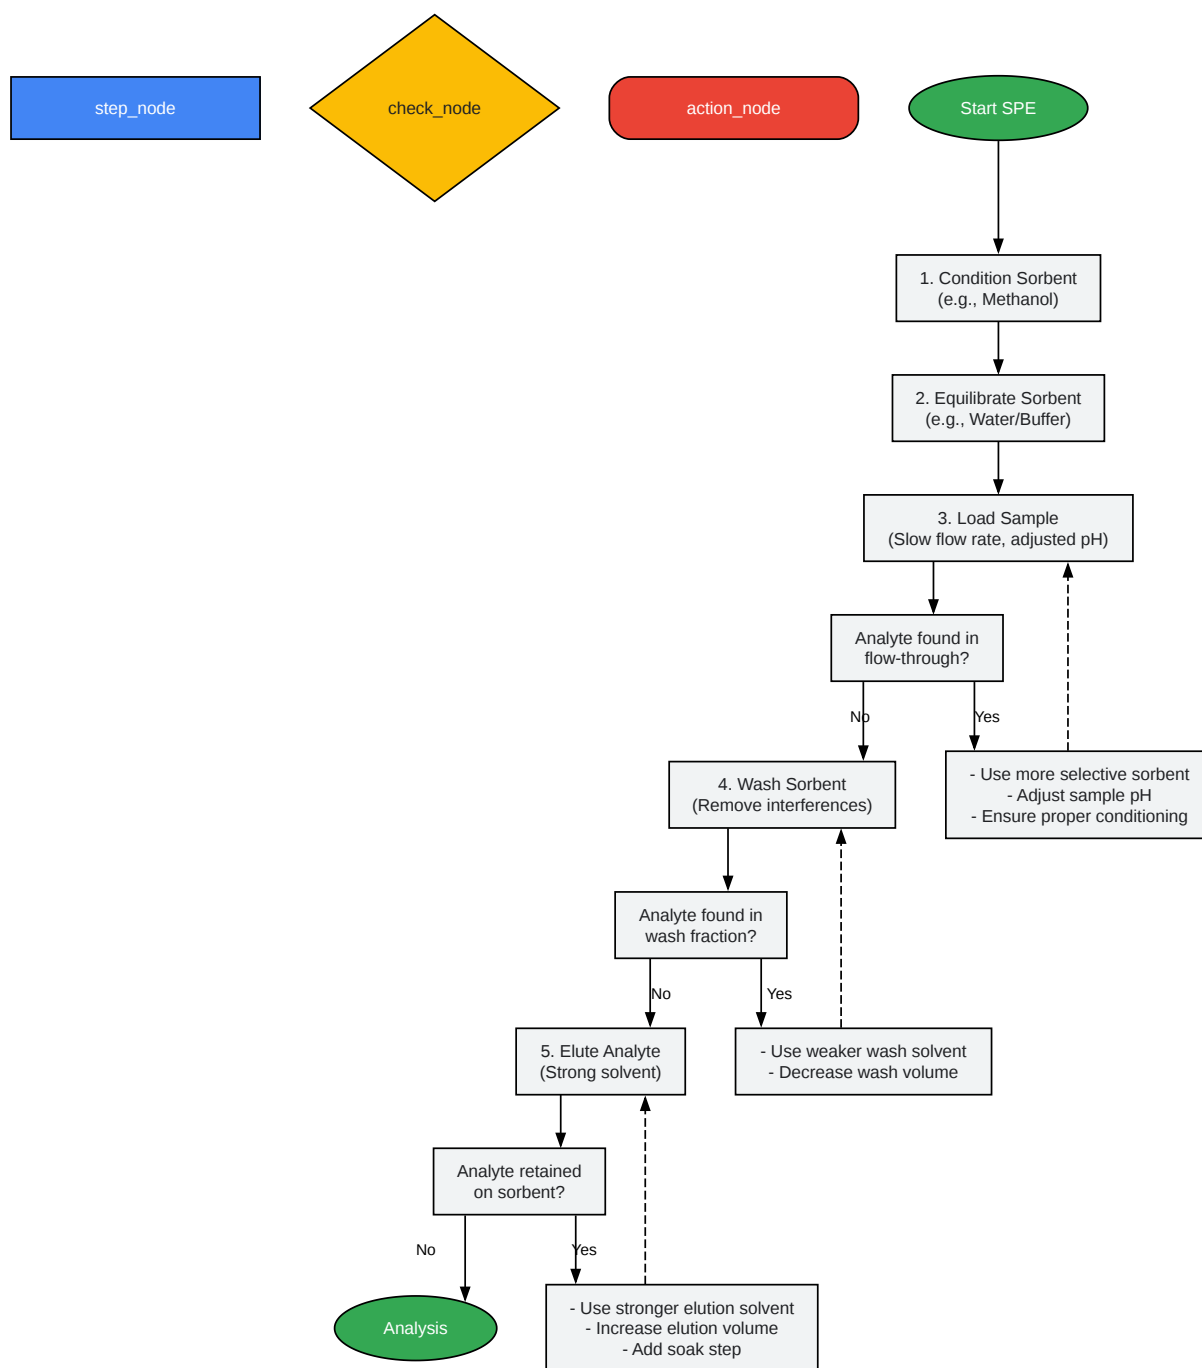 step_node
check_node
action_node
Start SPE
1. Condition Sorbent
(e.g., Methanol)
2. Equilibrate Sorbent
(e.g., Water/Buffer)
3. Load Sample
(Slow flow rate, adjusted pH)
Analyte found in
flow-through?
No
Yes
4. Wash Sorbent
(Remove interferences)
- Use more selective sorbent
- Adjust sample pH
- Ensure proper conditioning
Analyte found in
wash fraction?
No
Yes
5. Elute Analyte
(Strong solvent)
- Use weaker wash solvent
- Decrease wash volume
Analyte retained
on sorbent?
No
Yes
Analysis
- Use stronger elution solvent
- Increase elution volume
- Add soak step